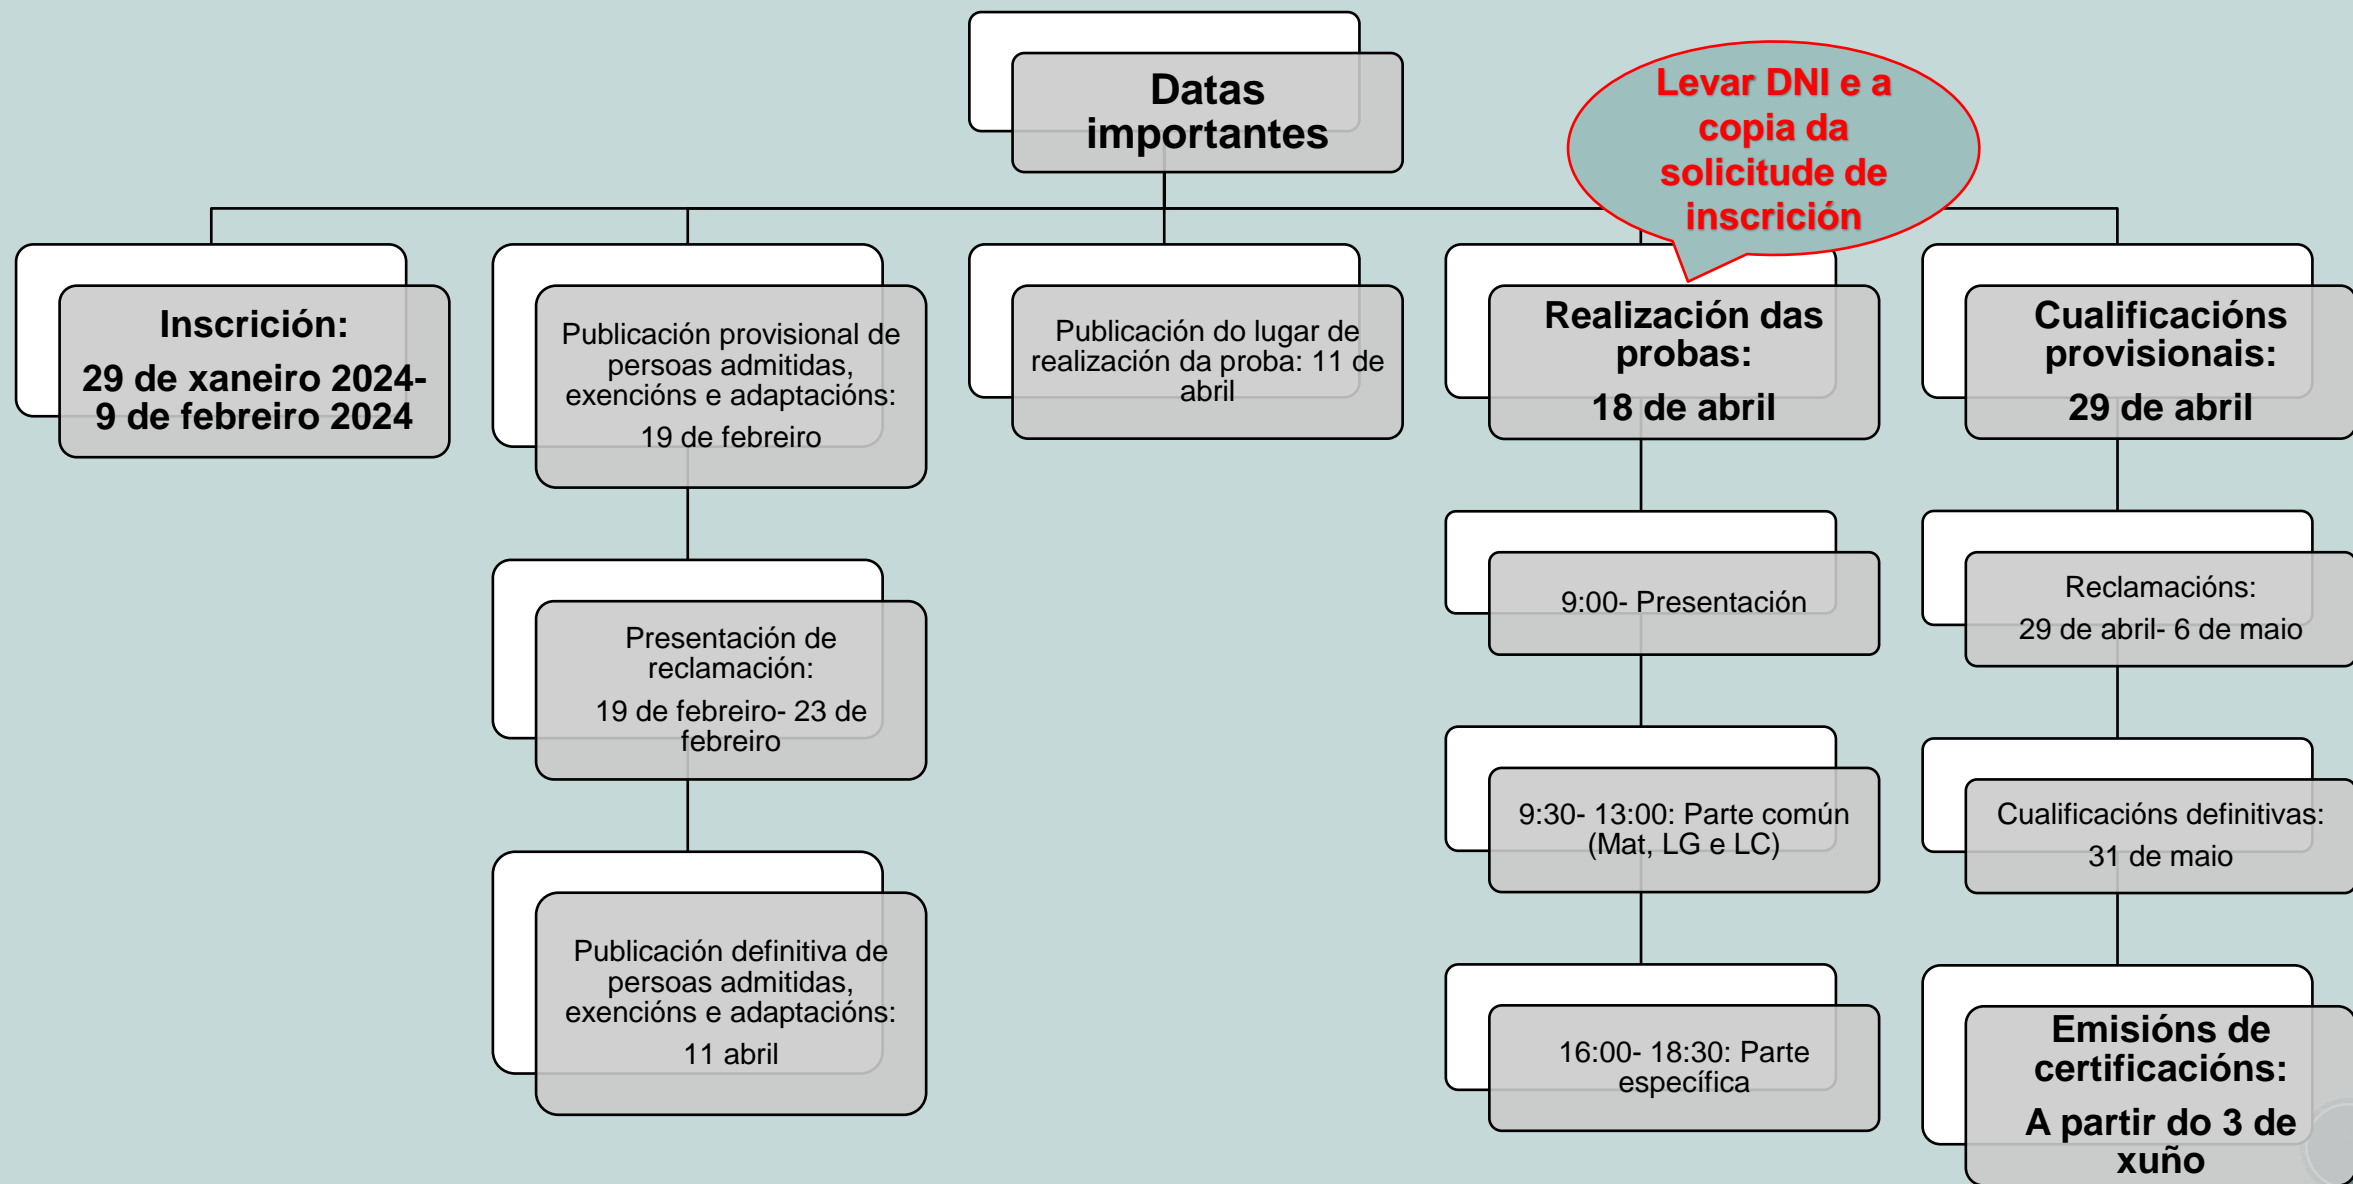 Datas
importantes
Levar DNI e a
copia da
solicitude de
inscrición
Inscrición:
29 de xaneiro 2024-
9 de febreiro 2024
Publicación provisional de
persoas admitidas,
exencións e adaptacións:
19 de febreiro
Presentación de
reclamación:
19 de febreiro- 23 de
febreiro
Publicación definitiva de
persoas admitidas,
exencións e adaptacións:
11 abril
Publicación do lugar de
realización da proba: 11 de
abril
Realización das
probas:
18 de abril
9:00- Presentación
9:30- 13:00: Parte común
(Mat, LG e LC)
16:00- 18:30: Parte
específica
Cualificacións
provisionais:
29 de abril
Reclamacións:
29 de abril- 6 de maio
Cualificacións definitivas:
31 de maio
Emisións de
certificacións:
A partir do 3 de
xuño